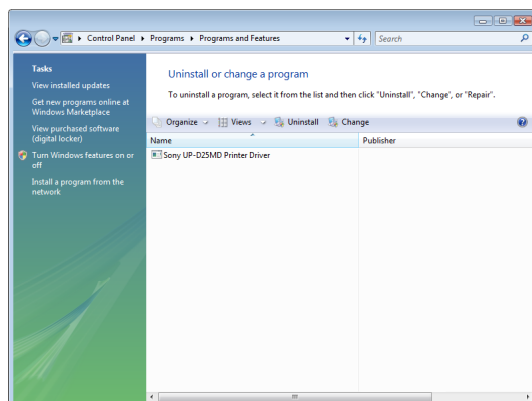 Control Panel ▸ Programs ▸ Programs and Features
Search
Tasks
View installed updates
Get new programs online at
Windows Marketplace
View purchased software
(digital locker)
Turn Windows features on or
off
Install a program from the
network
Uninstall or change a program
To uninstall a program, select it from the list and then click "Uninstall", "Change", or "Repair".
Organize Views Uninstall Change
Name Publisher
Sony UP-D25MD Printer Driver